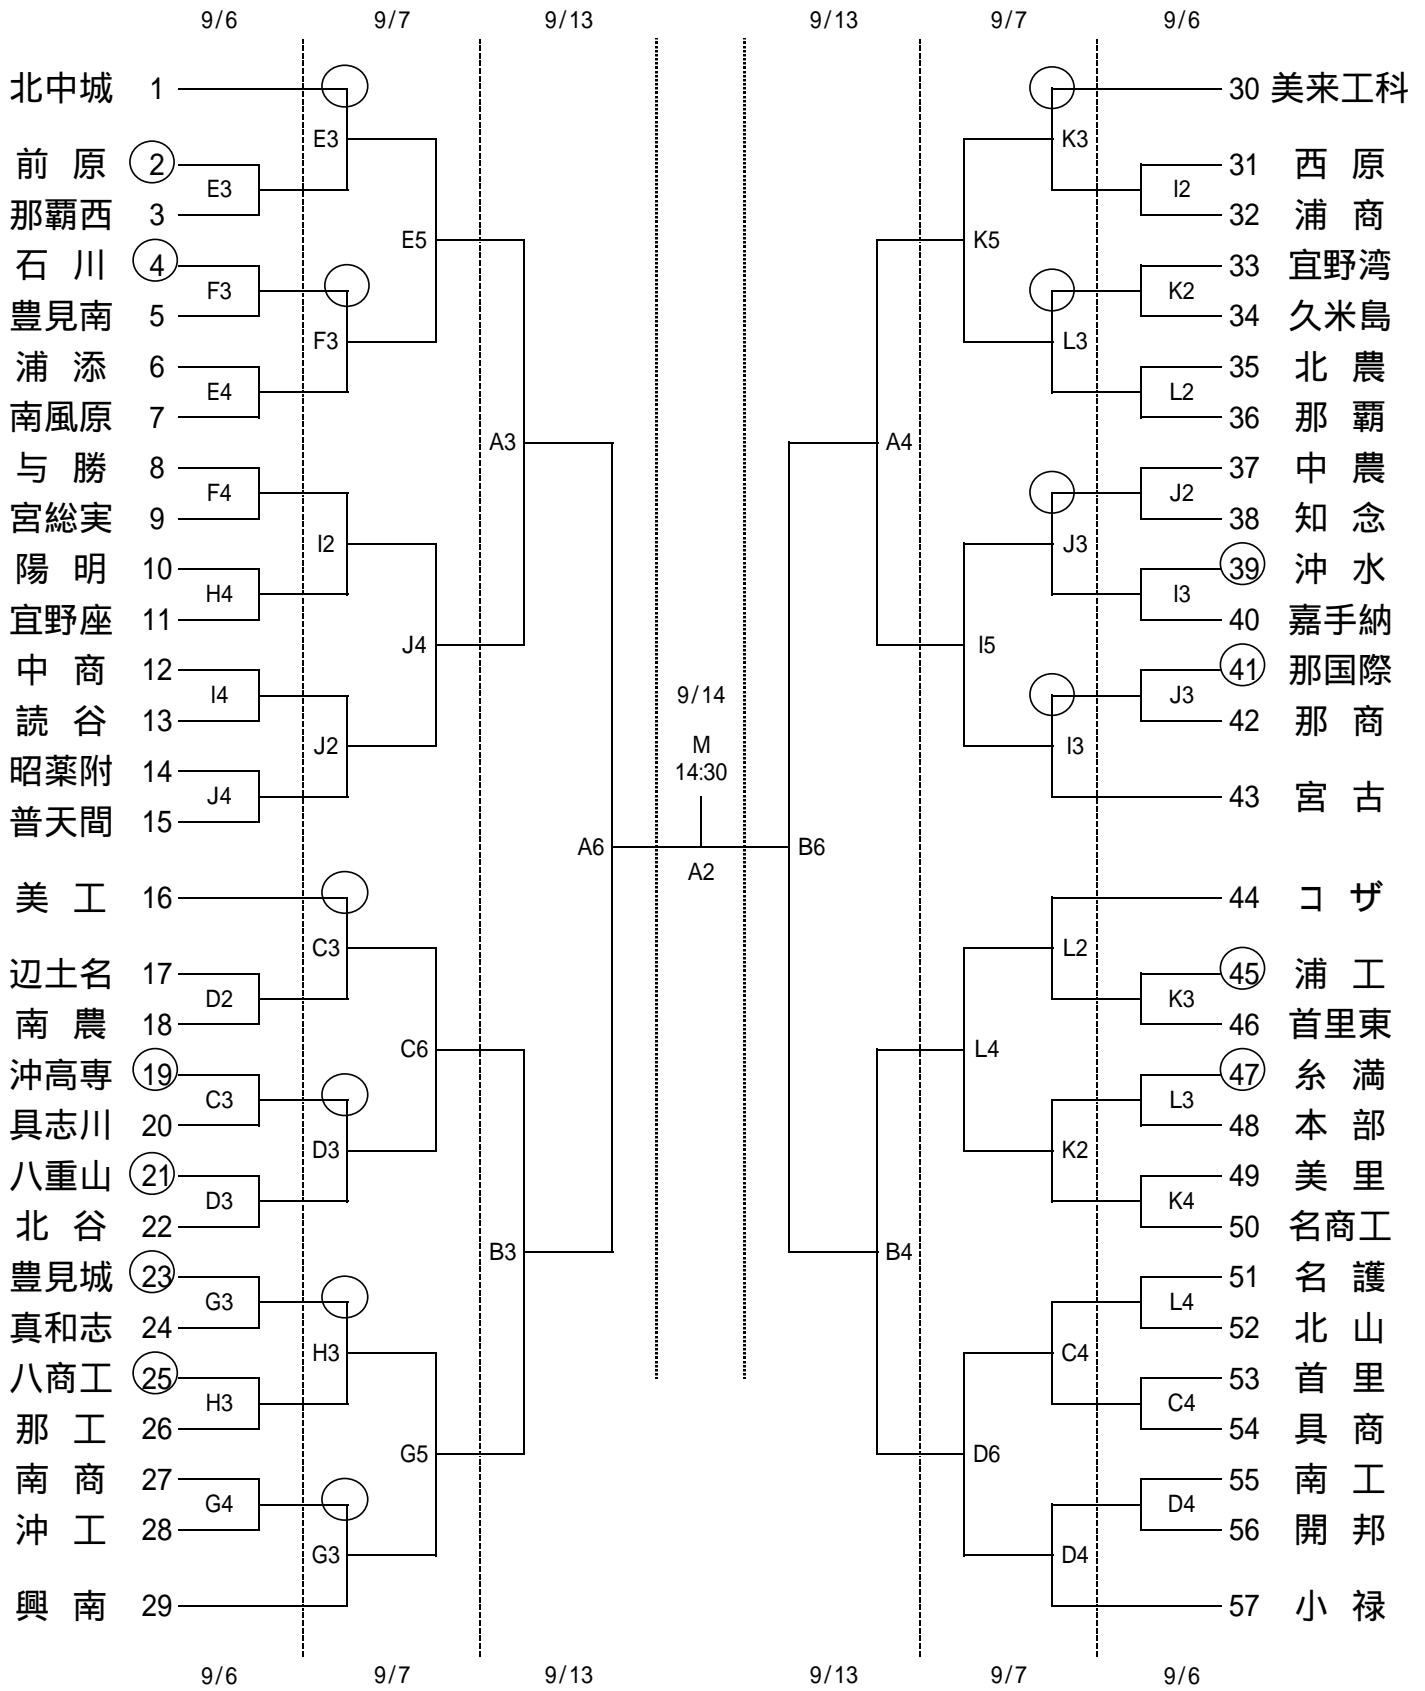 9/6 9/7 9/13 9/13 9/7 9/6
北中城 1 30 美来工科
E3 K3
前 原 2 31 西 原
E3 I2
那覇西 3 32 浦 商
E5 K5
石 川 4 33 宜野湾
F3 K2
豊見南 5 34 久米島
F3 L3
浦 添 6 35 北 農
E4 L2
南風原 7 36 那 覇
A3 A4
与 勝 8 37 中 農
F4 J2
宮総実 9 38 知 念
I2 J3
陽 明 10 39 沖 水
H4 I3
宜野座 11 40 嘉手納
J4 I5
中 商 12 41 那国際
I4 9/14 J3
読 谷 13 42 那 商
J2 M I3
昭薬附 14 14:30
J4 43 宮 古
普天間 15
A6 B6
A2
美 工 16 44 コ ザ
C3 L2
辺土名 17 45 浦 工
D2 K3
南 農 18 46 首里東
C6 L4
沖高専 19 47 糸 満
C3 L3
具志川 20 48 本 部
D3 K2
八重山 21 49 美 里
D3 K4
北 谷 22 50 名商工
B3 B4
豊見城 23 51 名 護
G3 L4
真和志 24 52 北 山
H3 C4
八商工 25 53 首 里
H3 C4
那 工 26 54 具 商
G5 D6
南 商 27 55 南 工
G4 D4
沖 工 28 56 開 邦
G3 D4
興 南 29 57 小 禄
9/6 9/7 9/13 9/13 9/7 9/6